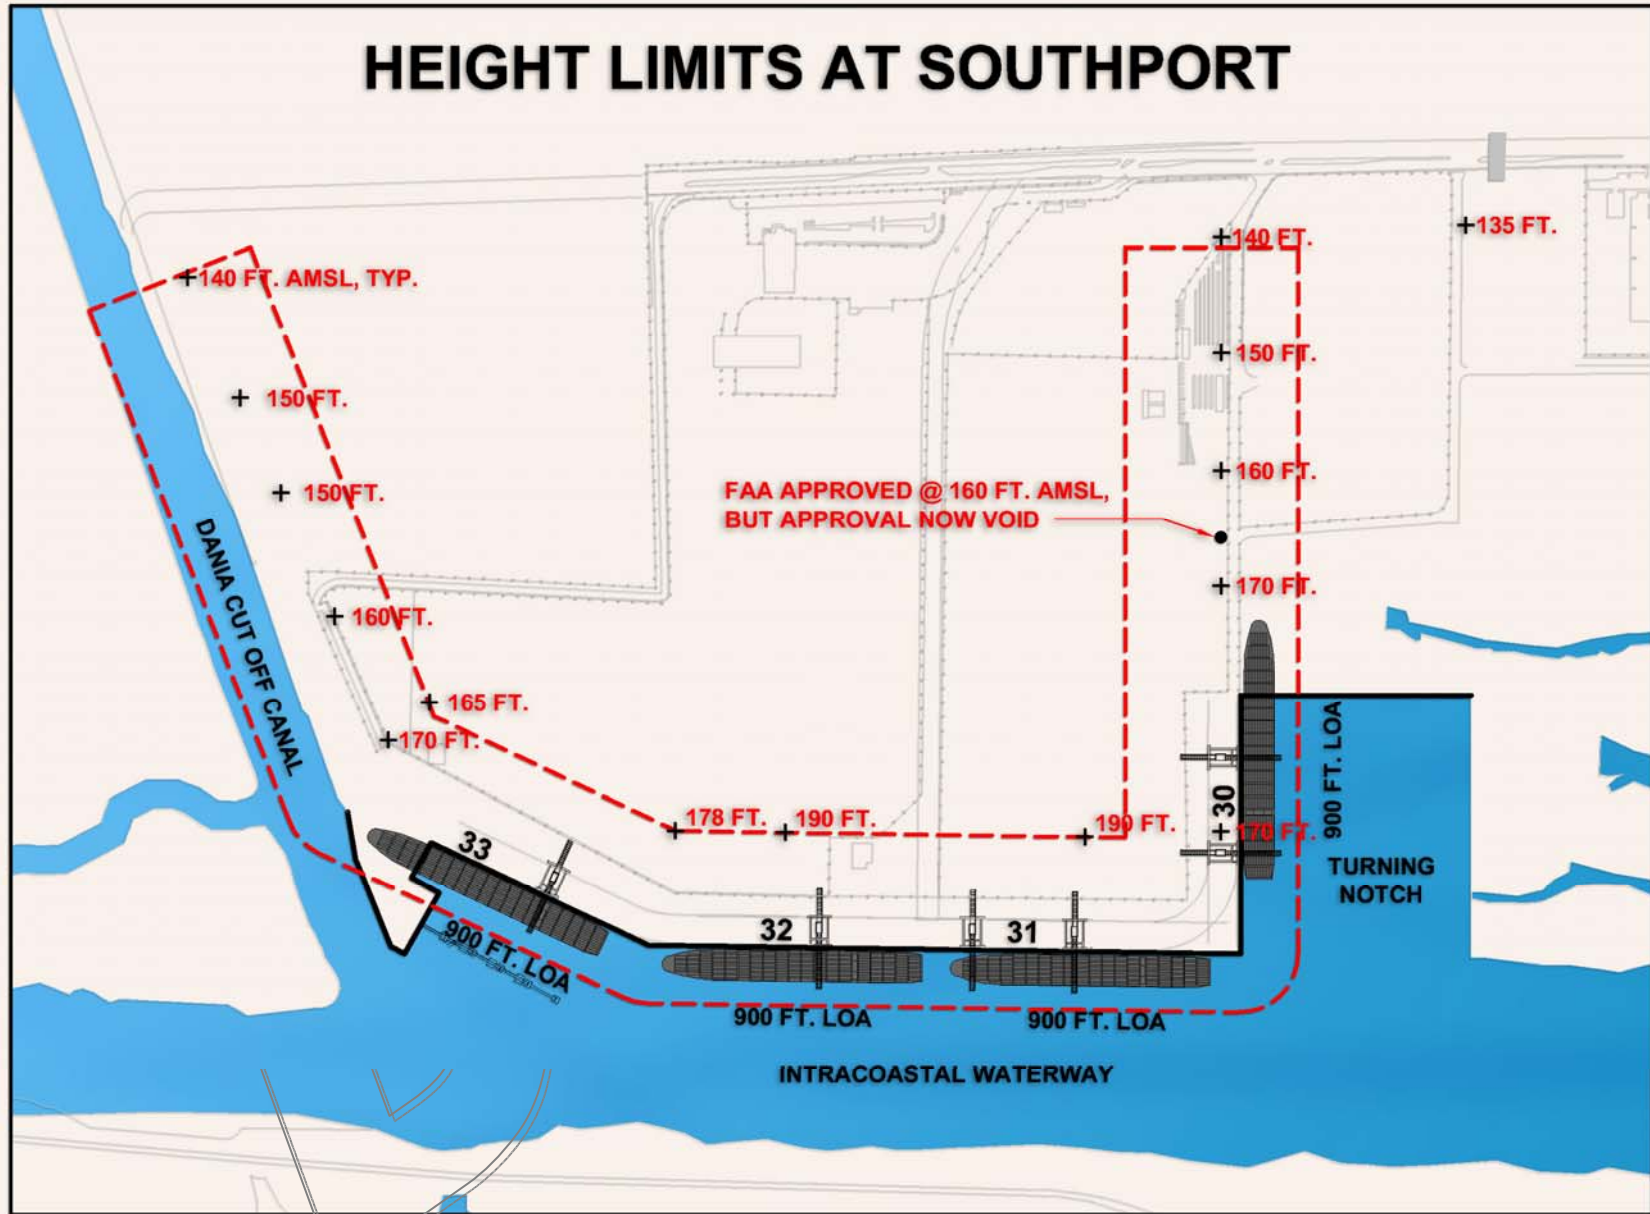 HEIGHT LIMITS AT SOUTHPORT
140 FT.
135 FT.
140 FT. AMSL, TYP.
150 FT.
150 FT.
150 FT.
160 FT.
FAA APPROVED @ 160 FT. AMSL,
BUT APPROVAL NOW VOID
170 FT.
160 FT.
DANIA CUT OFF CANAL
165 FT.
170 FT.
178 FT.
190 FT.
190 FT.
30
170 FT.
900 FT. LOA
TURNING
NOTCH
33
32
31
900 FT. LOA
900 FT. LOA
900 FT. LOA
INTRACOASTAL WATERWAY